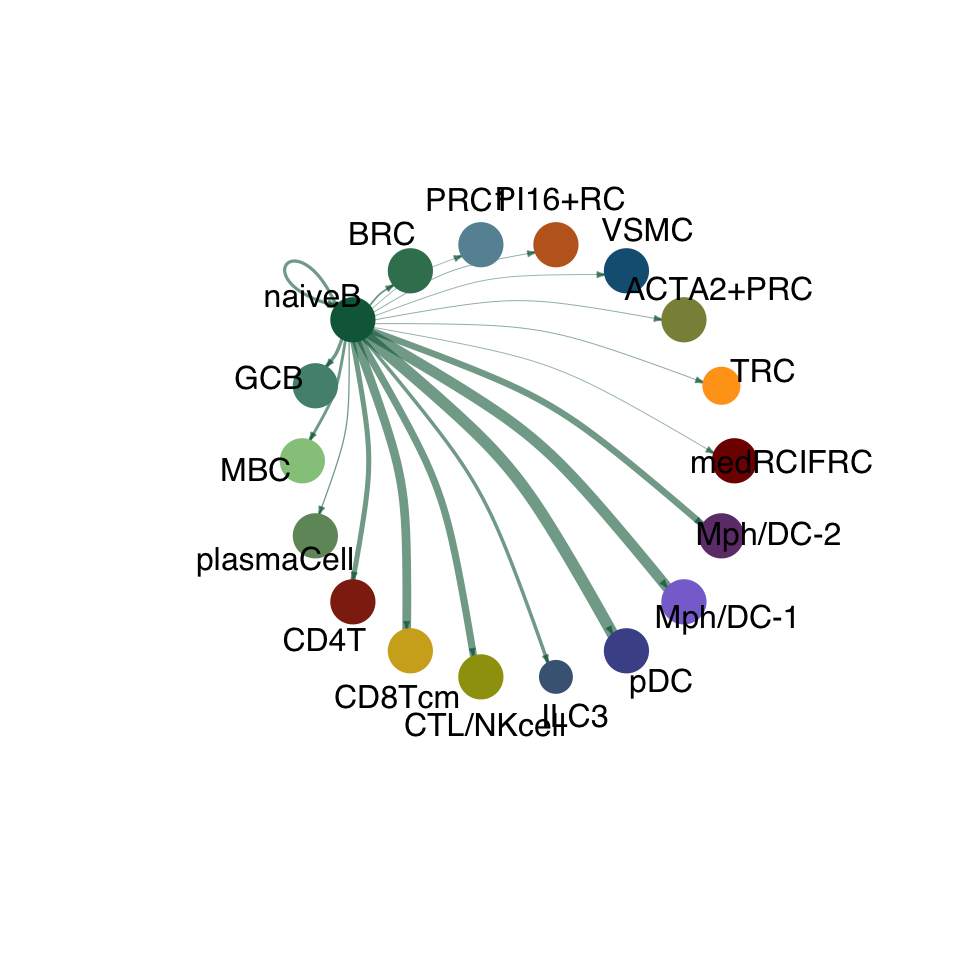 PRC1
PI16+RC
BRC
VSMC
naiveB
ACTA2+PRC
GCB
TRC
MBC
medRCIFRC
plasmaCell
Mph/DC-2
CD4T
Mph/DC-1
CD8Tcm
pDC
CTL/NKcell
ILC3